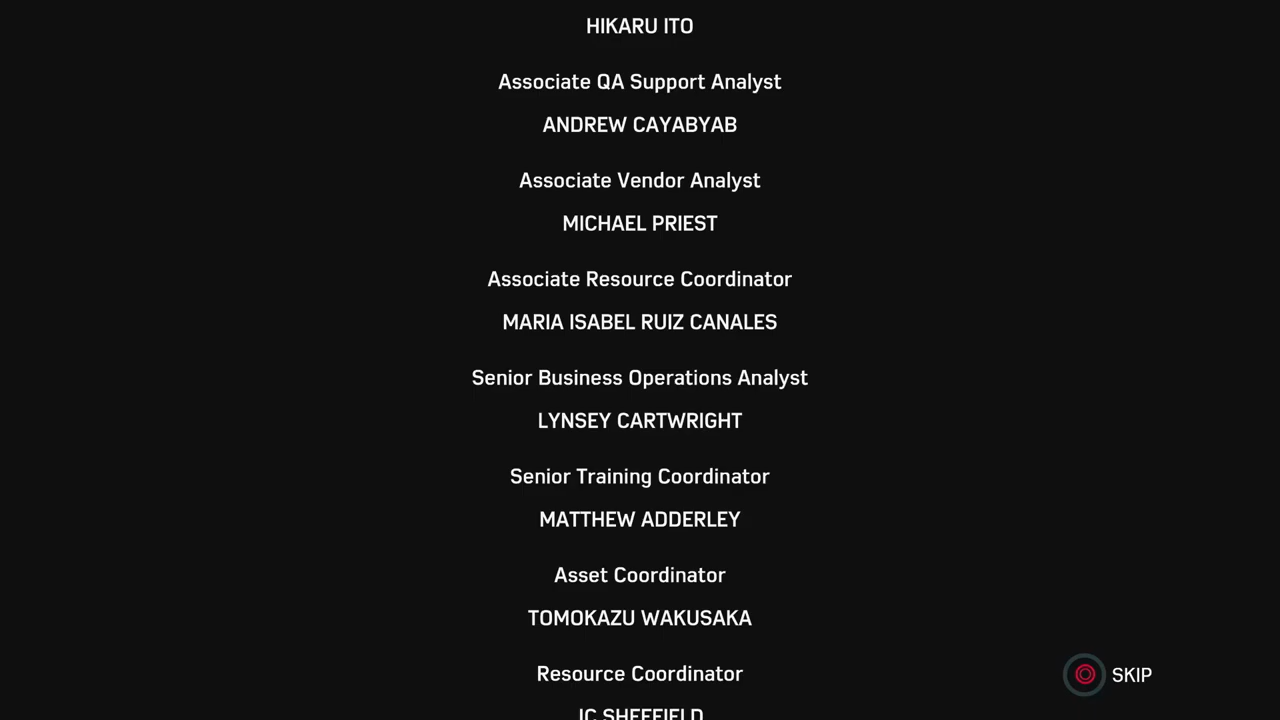 HIKARU ITO
Associate QA Support Analyst
ANDREW CAYABYAB
Associate Vendor Analyst
MICHAEL PRIEST
Associate Resource Coordinator
MARIA ISABEL RUIZ CANALES
Senior Business Operations Analyst
LYNSEY CARTWRIGHT
Senior Training Coordinator
MATTHEW ADDERLEY
Asset Coordinator
TOMOKAZU WAKUSAKA
Resource Coordinator
JC SHEFFIELD
SKIP